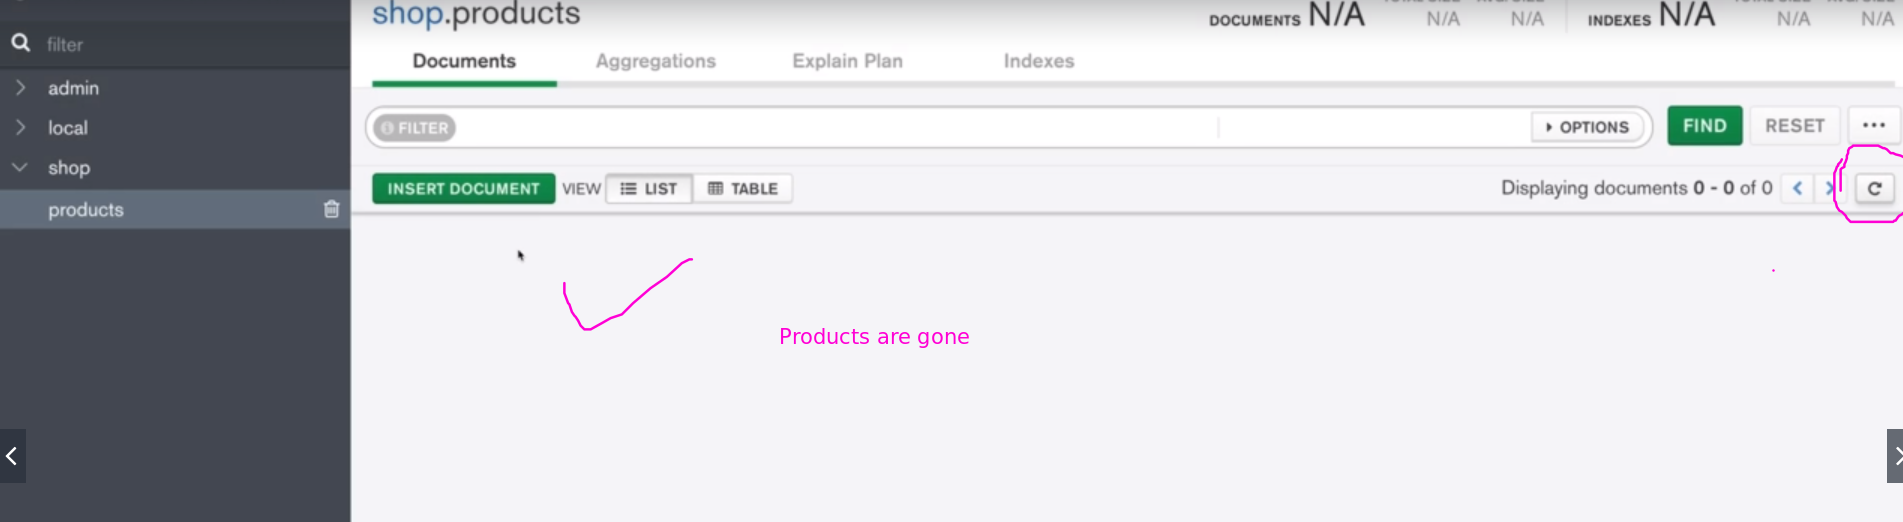 shop.products
DOCUMENTS N/A
N/A
N/A
INDEXES N/A
N/A
N/A
filter
admin
local
shop
products
Documents
Aggregations
Explain Plan
Indexes
FILTER
OPTIONS
FIND
RESET
INSERT DOCUMENT
VIEW
LIST
TABLE
Displaying documents 0 - 0 of 0
Products are gone